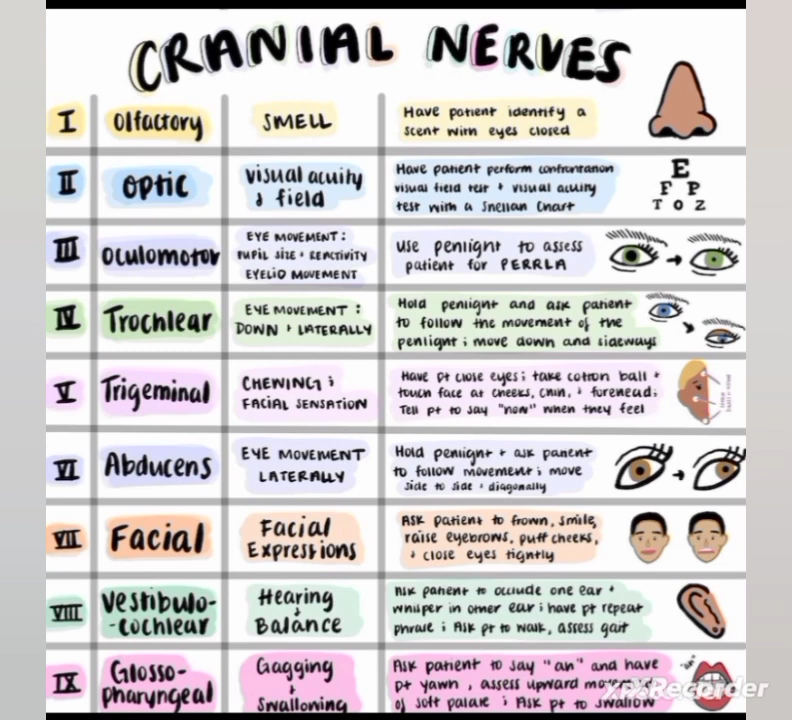 CRANIAL NERVES
I
Olfactory
SMELL
Have patient identify a
scent with eyes closed
II
Optic
Visual acuity
& field
Have patient perform confrontation
visual field test + visual acuity
test with a Snellan Chart
E
F P
T O Z
III
Oculomotor
EYE MOVEMENT:
PUPIL SIZE + REACTIVITY
EYELID MOVEMENT
Use penlight to assess
patient for PERRLA
IV
Trochlear
EYE MOVEMENT:
DOWN + LATERALLY
Hold penlight and ask patient
to follow the movement of the
penlight; move down and sideways
V
Trigeminal
CHEWING &
FACIAL SENSATION
Have pt close eyes; take cotton ball +
touch face at cheeks, chin, + forehead;
Tell pt to say "now" when they feel
VI
Abducens
EYE MOVEMENT
LATERALLY
Hold penlight + ask patient
to follow movement; move
side to side + diagonally
VII
Facial
Facial
Expressions
Ask patient to frown, smile,
raise eyebrows, puff cheeks,
+ close eyes tightly
VIII
Vestibulo-
-cochlear
Hearing
+
Balance
Ask patient to occlude one ear +
whisper in other ear; have pt repeat
phrase; Ask pt to walk, assess gait
IX
Glosso-
pharyngeal
Gagging
+
Swallowing
Ask patient to say "ah" and have
pt yawn, assess upward movement
of soft palate; Ask pt to swallow
"ah"
XRecorder